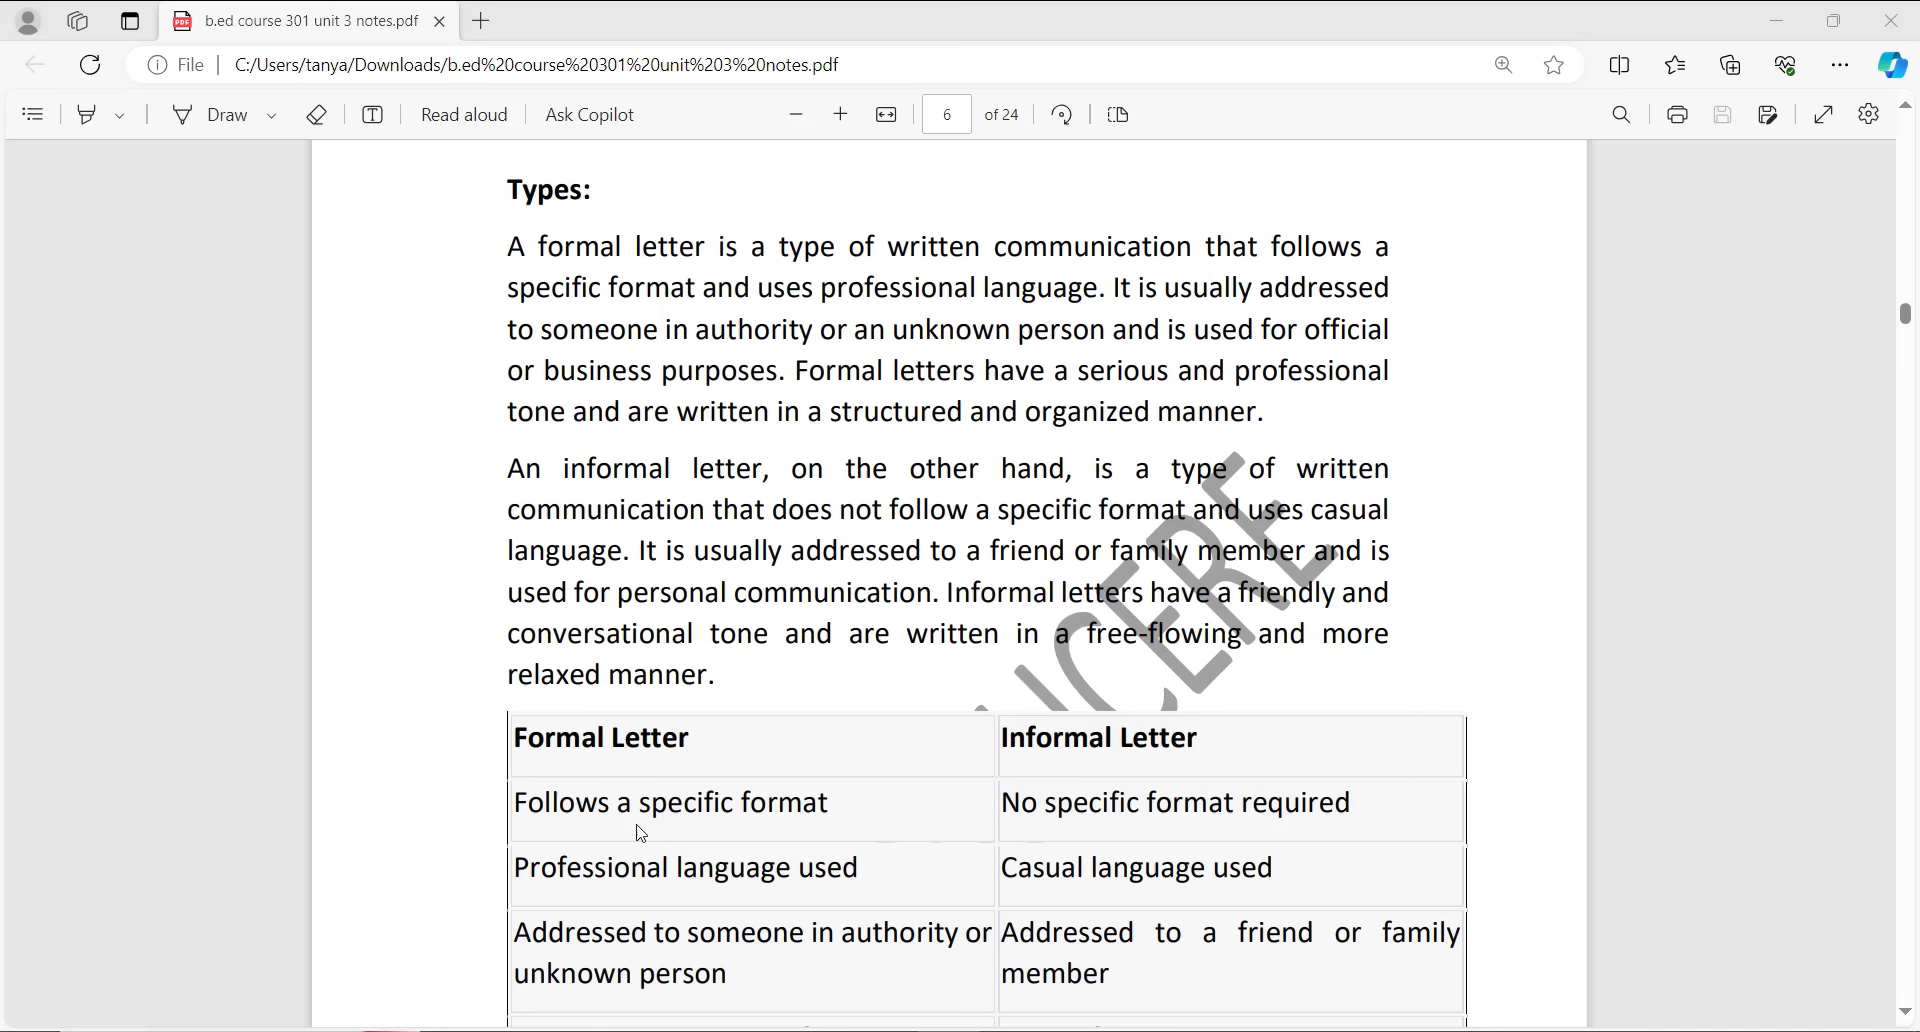 b.ed course 301 unit 3 notes.pdf
File
C:/Users/tanya/Downloads/b.ed%20course%20301%20unit%203%20notes.pdf
Draw
Read aloud
Ask Copilot
6 of 24
Types:
A formal letter is a type of written communication that follows a
specific format and uses professional language. It is usually addressed
to someone in authority or an unknown person and is used for official
or business purposes. Formal letters have a serious and professional
tone and are written in a structured and organized manner.
An informal letter, on the other hand, is a type of written
communication that does not follow a specific format and uses casual
language. It is usually addressed to a friend or family member and is
used for personal communication. Informal letters have a friendly and
conversational tone and are written in a free-flowing and more
relaxed manner.
Formal Letter Informal Letter
Follows a specific format No specific format required
Professional language used Casual language used
Addressed to someone in authority or Addressed to a friend or family
unknown person member